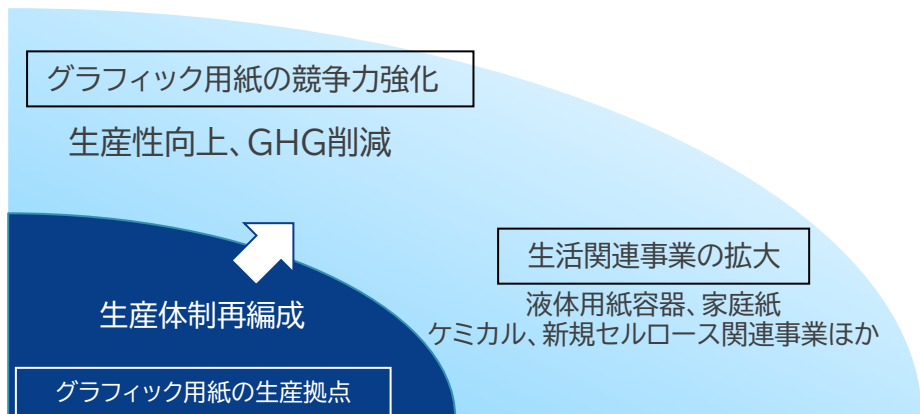 グラフィック用紙の競争力強化
生産性向上、GHG削減
生活関連事業の拡大
液体用紙容器、家庭紙
ケミカル、新規セルロース関連事業ほか
生産体制再編成
グラフィック用紙の生産拠点